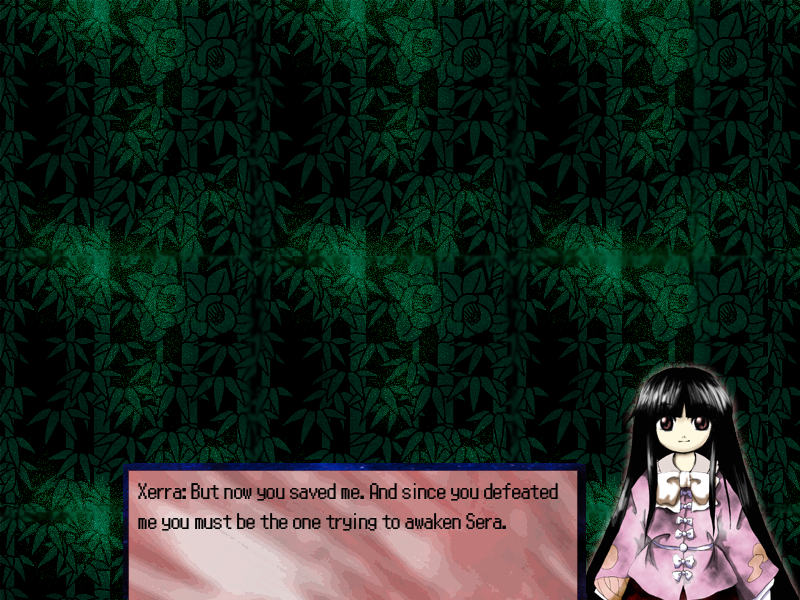 Xerra: But now you saved me. And since you defeated
me you must be the one trying to awaken Sera.